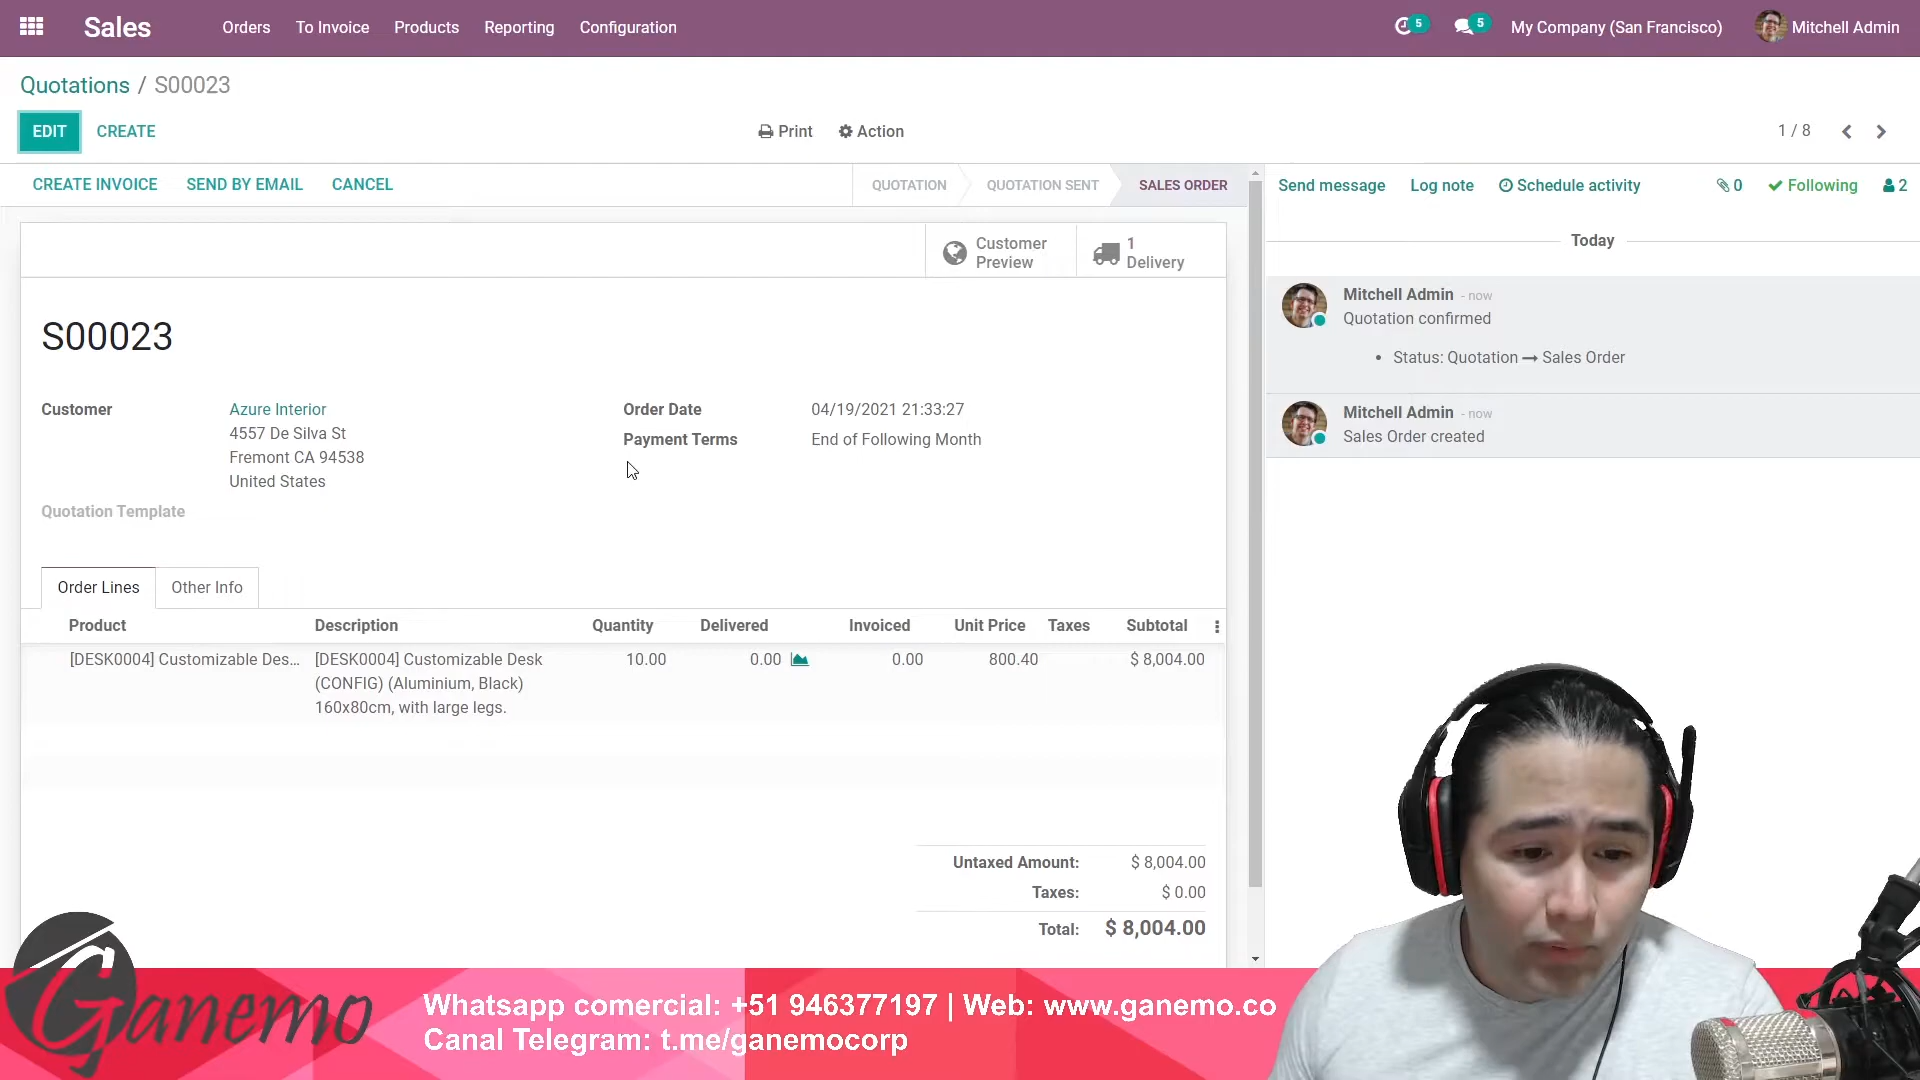 Sales Orders To Invoice Products Reporting Configuration 5 5 My Company (San Francisco) Mitchell Admin
Quotations / S00023
EDIT CREATE Print Action 1 / 8
CREATE INVOICE SEND BY EMAIL CANCEL QUOTATION QUOTATION SENT SALES ORDER
Send message Log note Schedule activity 0 Following 2
Customer
Preview
1
Delivery
Today
Mitchell Admin - now
Quotation confirmed
• Status: Quotation → Sales Order
Mitchell Admin - now
Sales Order created
S00023
Customer Azure Interior
4557 De Silva St
Fremont CA 94538
United States
Order Date 04/19/2021 21:33:27
Payment Terms End of Following Month
Quotation Template
Order Lines Other Info
Product Description Quantity Delivered Invoiced Unit Price Taxes Subtotal
[DESK0004] Customizable Des... [DESK0004] Customizable Desk 10.00 0.00 0.00 800.40 $ 8,004.00
(CONFIG) (Aluminium, Black)
160x80cm, with large legs.
Untaxed Amount: $ 8,004.00
Taxes: $ 0.00
Total: $ 8,004.00
Ganemo
Whatsapp comercial: +51 946377197 | Web: www.ganemo.co
Canal Telegram: t.me/ganemocorp